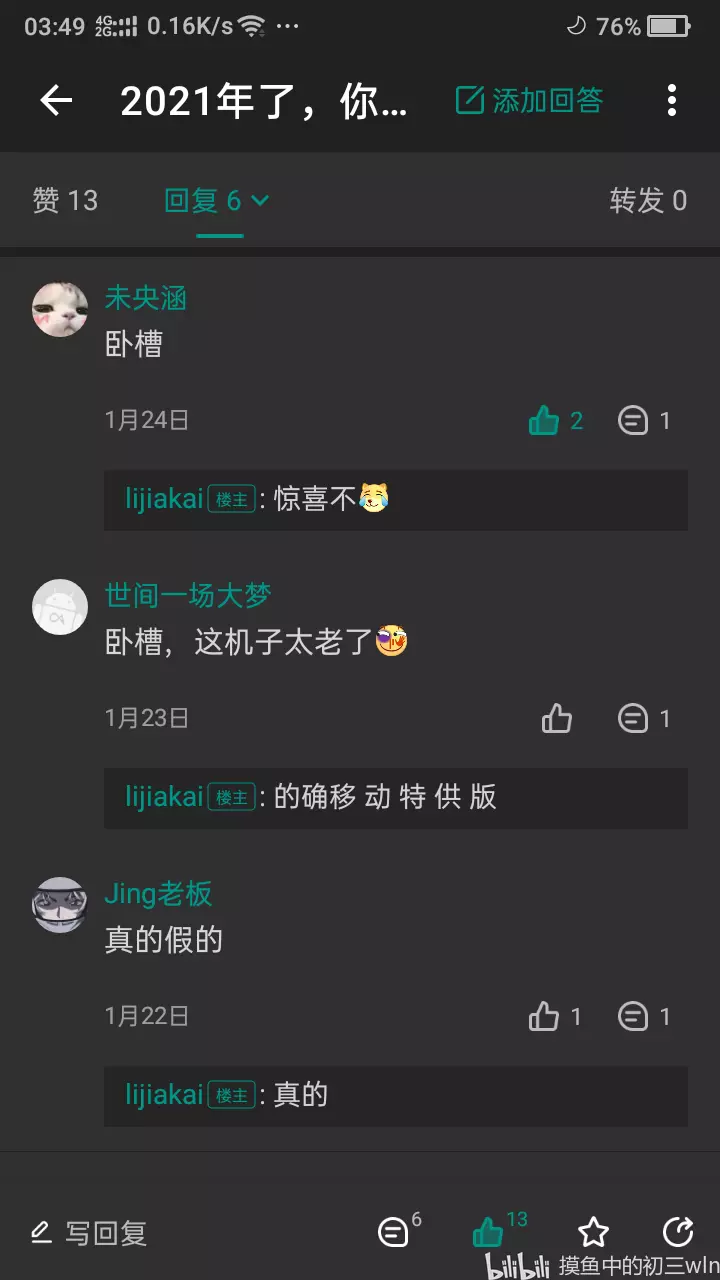 03:49 4G 2G 0.16K/s ... 76%
2021年了，你... 添加回答
赞 13 回复 6 转发 0
未央涵
卧槽
1月24日 2 1
lijiakai 楼主 : 惊喜不😹
世间一场大梦
卧槽，这机子太老了
1月23日 1
lijiakai 楼主 : 的确移 动 特 供 版
Jing老板
真的假的
1月22日 1 1
lijiakai 楼主 : 真的
写回复 6 13
bilibili 摸鱼中的初三wln